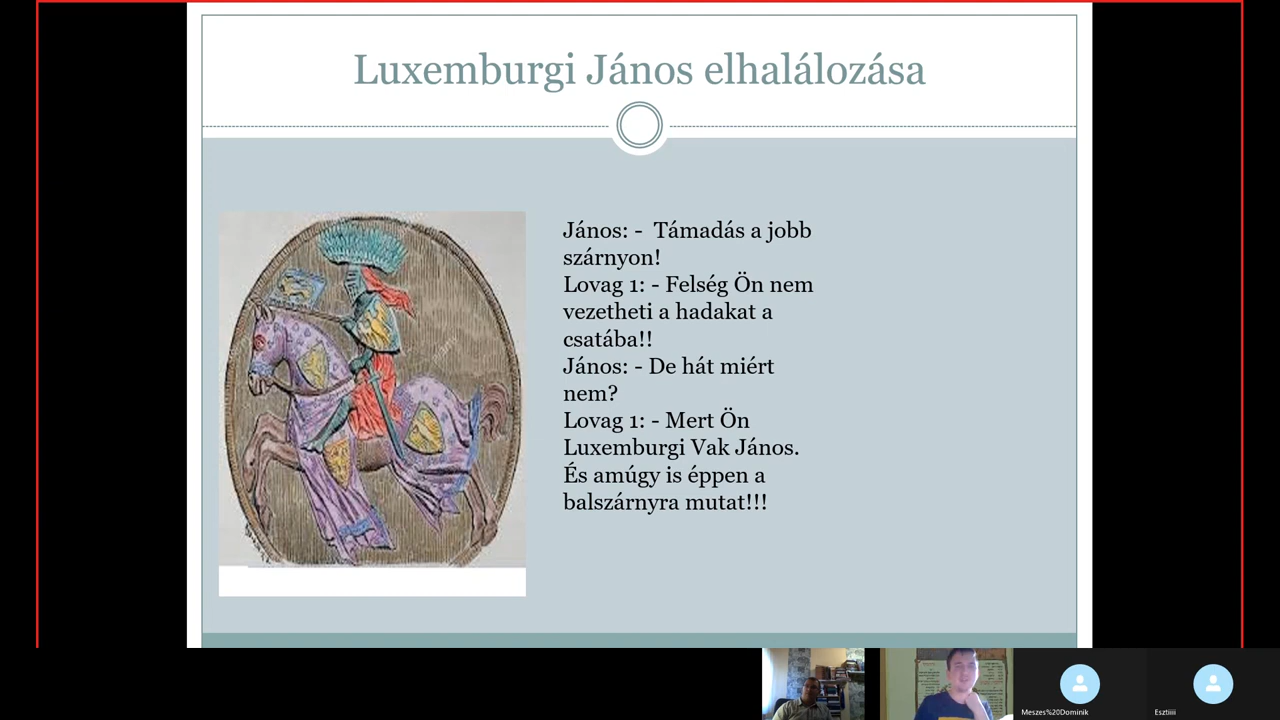 Luxemburgi János elhalálozása
János: - Támadás a jobb
szárnyon!
Lovag 1: - Felség Ön nem
vezetheti a hadakat a
csatába!!
János: - De hát miért
nem?
Lovag 1: - Mert Ön
Luxemburgi Vak János.
És amúgy is éppen a
balszárnyra mutat!!!
Meszes%20Dominik
Esztiiii